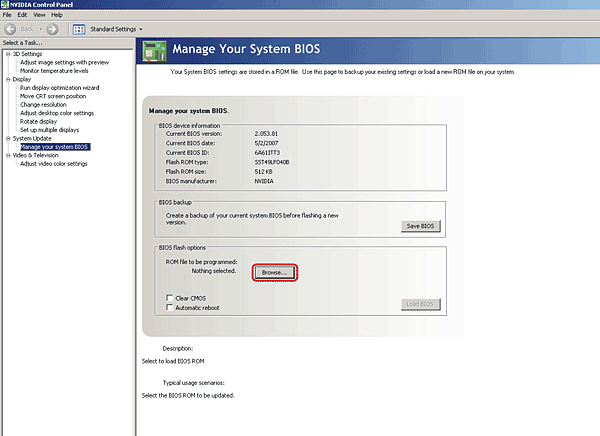 NVIDIA Control Panel
File Edit View Help
Back Standard Settings
Select a Task...
3D Settings
Adjust image settings with preview
Monitor temperature levels
Display
Run display optimization wizard
Move CRT screen position
Change resolution
Adjust desktop color settings
Rotate display
Set up multiple displays
System Update
Manage your system BIOS
Video & Television
Adjust video color settings
Manage Your System BIOS
Your System BIOS settings are stored in a ROM file. Use this page to backup your existing settings or load a new ROM file on your system.
Manage your system BIOS.
BIOS device information
Current BIOS version: 2.053.81
Current BIOS date: 5/2/2007
Current BIOS ID: 6A61ITT3
Flash ROM type: SST49LF040B
Flash ROM size: 512 KB
BIOS manufacturer: NVIDIA
BIOS backup
Create a backup of your current system BIOS before flashing a new
version.
Save BIOS
BIOS flash options
ROM file to be programmed:
Nothing selected.
Browse...
Clear CMOS
Automatic reboot
Load BIOS
Description:
Select to load BIOS ROM
Typical usage scenarios:
Select the BIOS ROM to be updated.